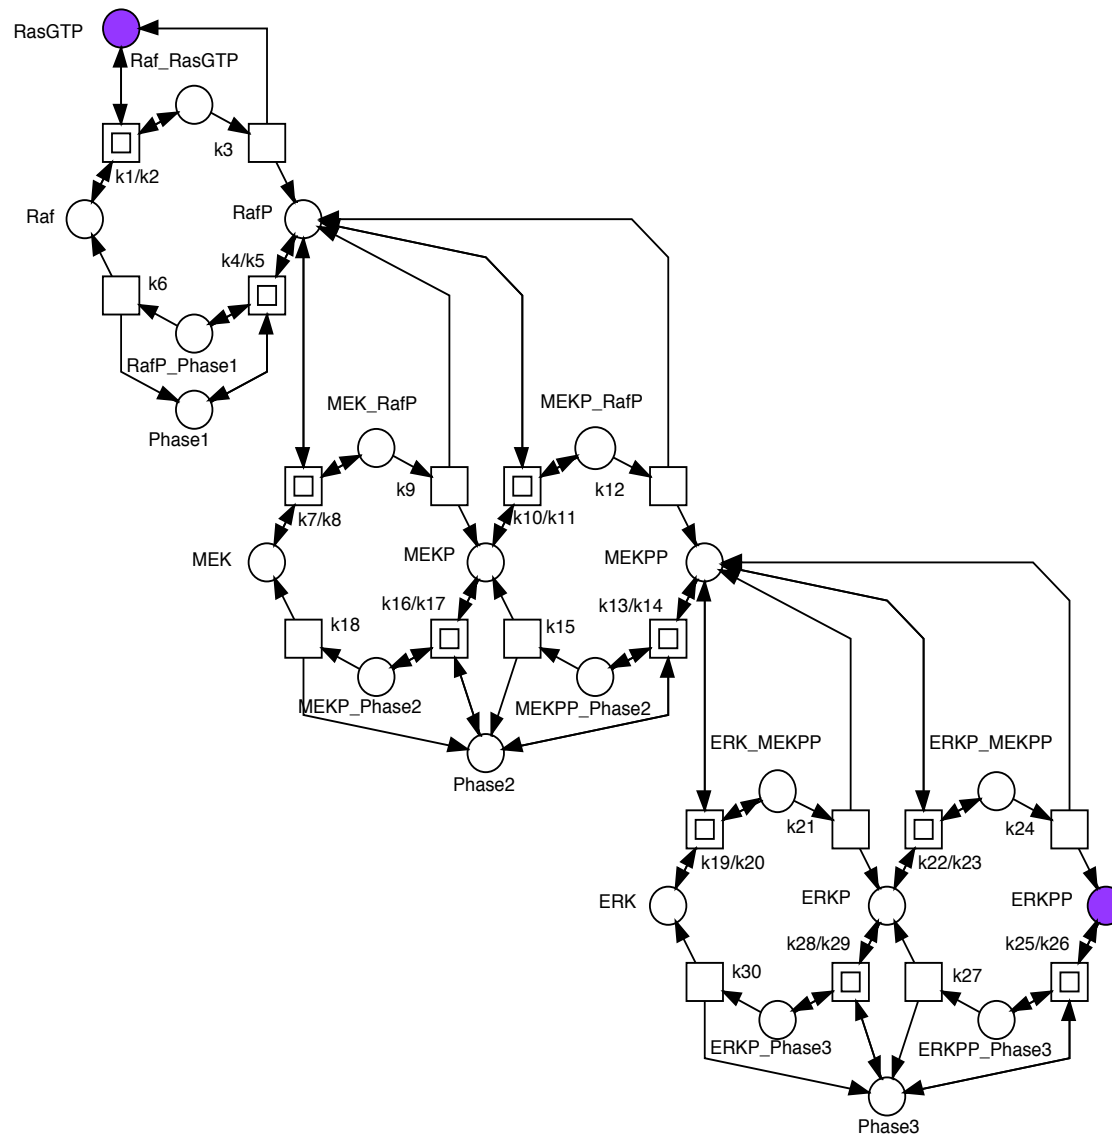 RasGTP
Raf_RasGTP
k3
k1/k2
Raf
RafP
k4/k5
k6
RafP_Phase1
Phase1
MEK_RafP
MEKP_RafP
k9
k12
k7/k8
k10/k11
MEK
MEKP
MEKPP
k16/k17
k13/k14
k18
k15
MEKP_Phase2
MEKPP_Phase2
ERK_MEKPP
ERKP_MEKPP
Phase2
k21
k24
k19/k20
k22/k23
ERK
ERKP
ERKPP
k28/k29
k25/k26
k30
k27
ERKP_Phase3
ERKPP_Phase3
Phase3